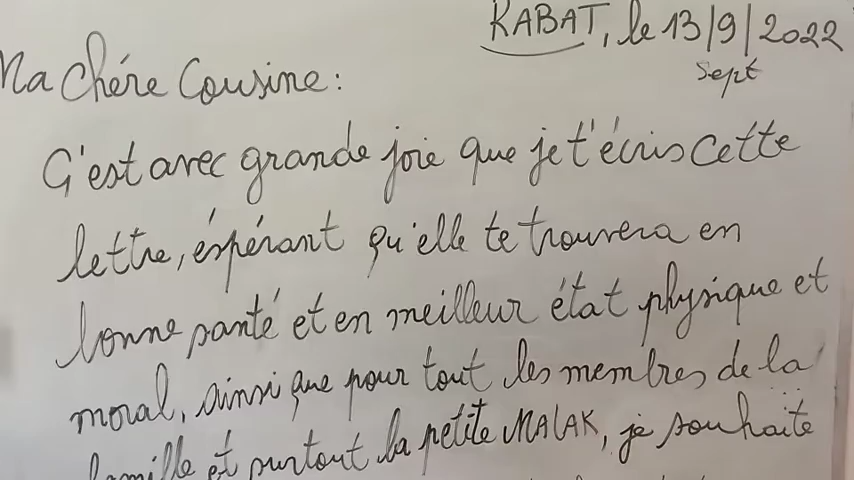 RABAT, le 13/9/2022
sept
Ma chére Cousine:
C'est avec grande joie que je t'écris cette
lettre, éspérant qu'elle te trouvera en
bonne santé et en meilleur état physique et
moral, ainsi que pour tout les membres de la
famille et surtout la petite MALAK, je souhaite